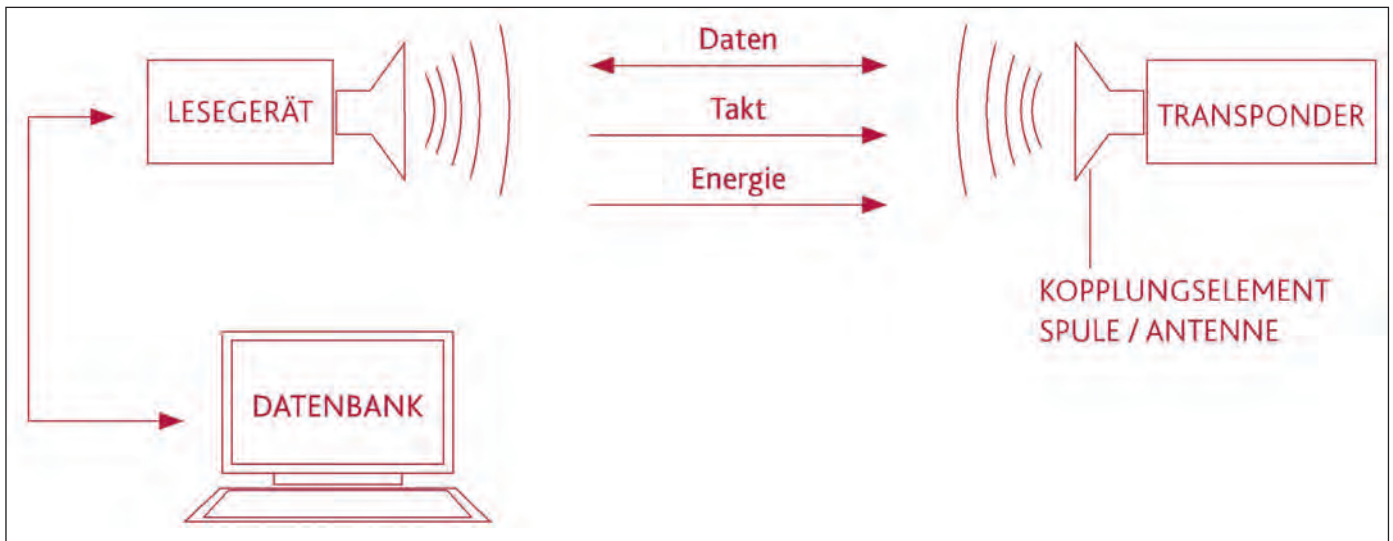 Daten
LESEGERÄT
Takt
TRANSPONDER
Energie
KOPPLUNGSELEMENT
SPULE / ANTENNE
DATENBANK